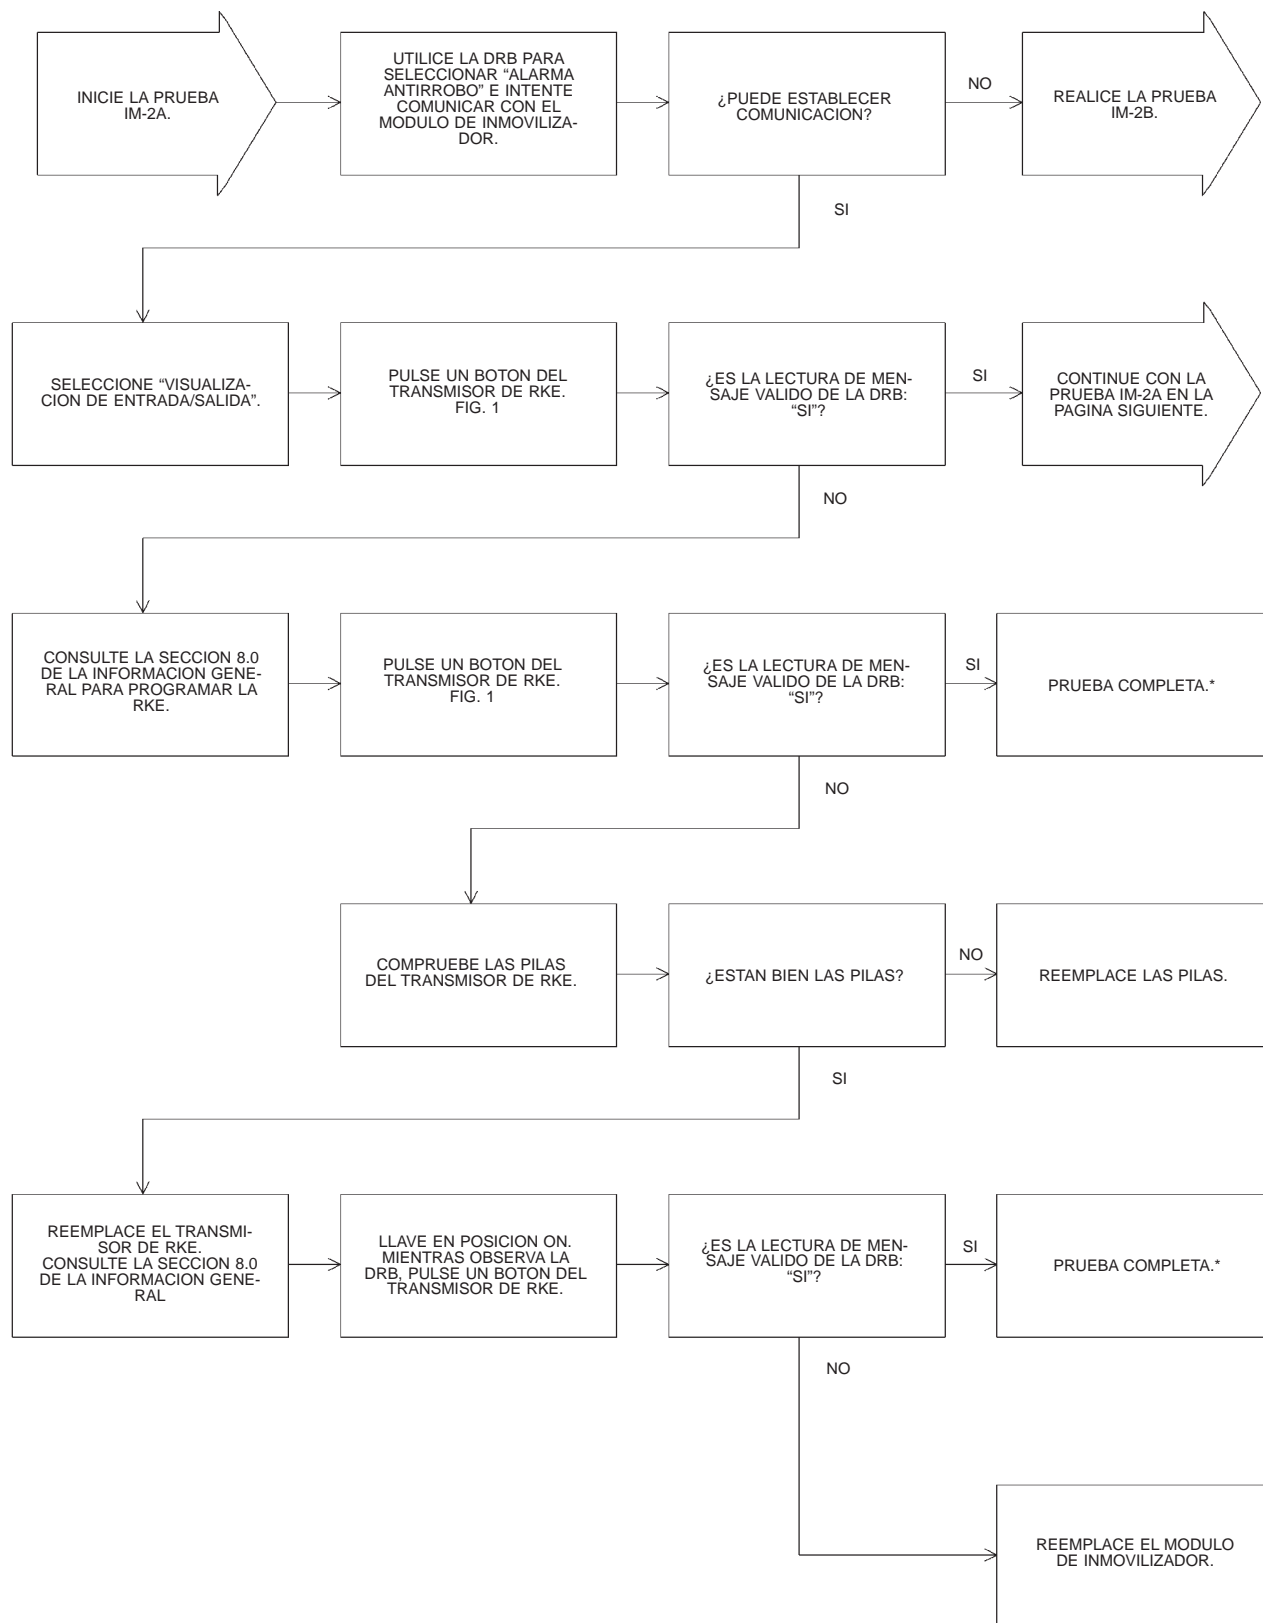 INICIE LA PRUEBA
IM-2A.
UTILICE LA DRB PARA
SELECCIONAR “ALARMA
ANTIRROBO” E INTENTE
COMUNICAR CON EL
MODULO DE INMOVILIZA-
DOR.
¿PUEDE ESTABLECER
COMUNICACION?
NO
REALICE LA PRUEBA
IM-2B.
SI
SELECCIONE “VISUALIZA-
CION DE ENTRADA/SALIDA”.
PULSE UN BOTON DEL
TRANSMISOR DE RKE.
FIG. 1
¿ES LA LECTURA DE MEN-
SAJE VALIDO DE LA DRB:
“SI”?
SI
CONTINUE CON LA
PRUEBA IM-2A EN LA
PAGINA SIGUIENTE.
NO
CONSULTE LA SECCION 8.0
DE LA INFORMACION GENE-
RAL PARA PROGRAMAR LA
RKE.
PULSE UN BOTON DEL
TRANSMISOR DE RKE.
FIG. 1
¿ES LA LECTURA DE MEN-
SAJE VALIDO DE LA DRB:
“SI”?
SI
PRUEBA COMPLETA.*
NO
COMPRUEBE LAS PILAS
DEL TRANSMISOR DE RKE.
¿ESTAN BIEN LAS PILAS?
NO
REEMPLACE LAS PILAS.
SI
REEMPLACE EL TRANSMI-
SOR DE RKE.
CONSULTE LA SECCION 8.0
DE LA INFORMACION GENE-
RAL
LLAVE EN POSICION ON.
MIENTRAS OBSERVA LA
DRB, PULSE UN BOTON DEL
TRANSMISOR DE RKE.
¿ES LA LECTURA DE MEN-
SAJE VALIDO DE LA DRB:
“SI”?
SI
PRUEBA COMPLETA.*
NO
REEMPLACE EL MODULO
DE INMOVILIZADOR.